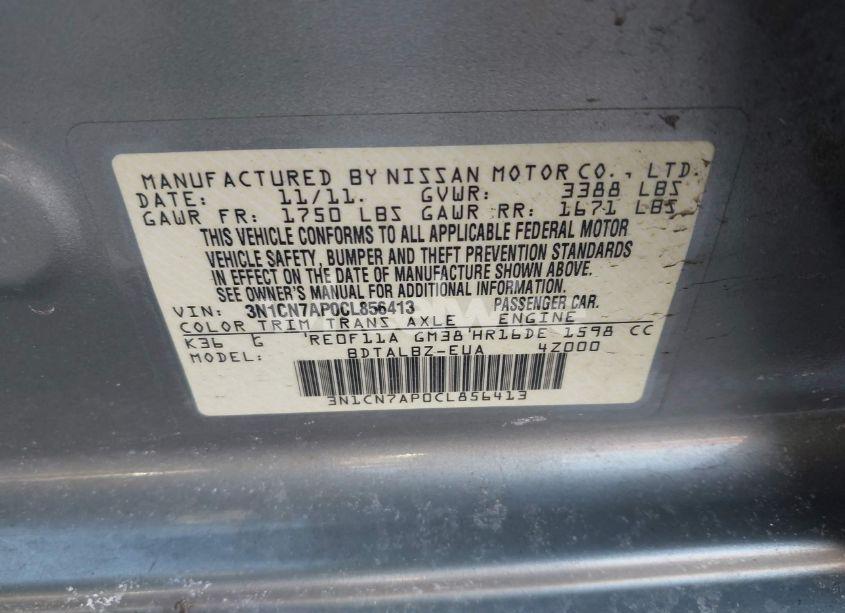 MANUFACTURED BY NISSAN MOTOR CO., LTD.
DATE: 11/11. GVWR: 3388 LBS
GAWR FR: 1750 LBS GAWR RR: 1671 LBS
THIS VEHICLE CONFORMS TO ALL APPLICABLE FEDERAL MOTOR
VEHICLE SAFETY, BUMPER AND THEFT PREVENTION STANDARDS
IN EFFECT ON THE DATE OF MANUFACTURE SHOWN ABOVE.
SEE OWNER'S MANUAL FOR ADDITIONAL INFORMATION.
VIN: 3N1CN7AP0CL856413 PASSENGER CAR.
COLOR TRIM TRANS AXLE ENGINE
K36 G RE0F11A GM38 HR16DE 1598 CC
MODEL: BDTALBZ-EUA 4Z000
3N1CN7AP0CL856413